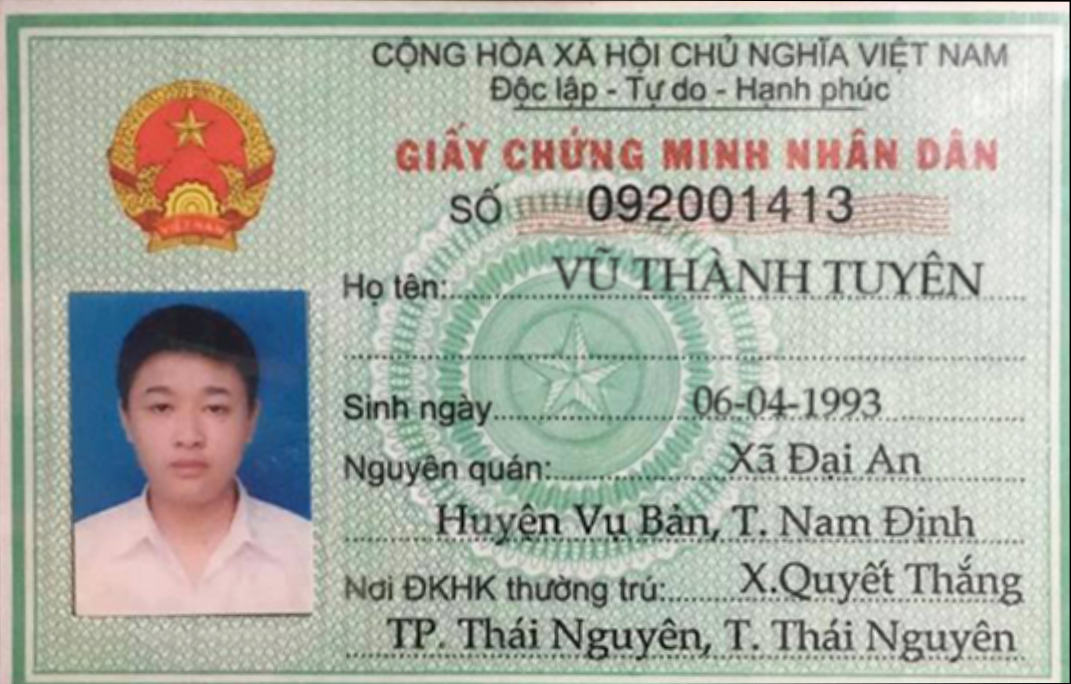 CỘNG HÒA XÃ HỘI CHỦ NGHĨA VIỆT NAM
Độc lập - Tự do - Hạnh phúc
GIẤY CHỨNG MINH NHÂN DÂN
SỐ 092001413
Họ tên: VŨ THÀNH TUYÊN
Sinh ngày 06-04-1993
Nguyên quán: Xã Đại An
Huyện Vụ Bản, T. Nam Định
Nơi ĐKHK thường trú: X.Quyết Thắng
TP. Thái Nguyên, T. Thái Nguyên
VIỆT NAM